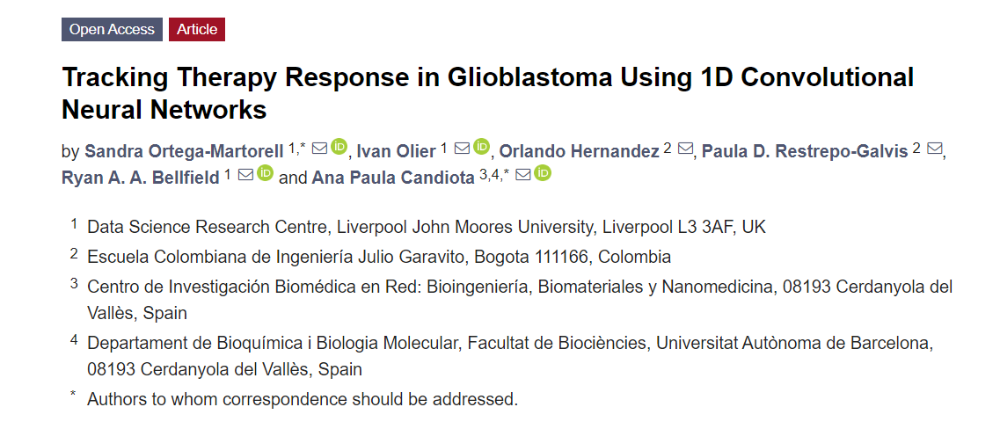 Open Access Article
Tracking Therapy Response in Glioblastoma Using 1D Convolutional
Neural Networks
by Sandra Ortega-Martorell 1,* iD, Ivan Olier 1 iD, Orlando Hernandez 2, Paula D. Restrepo-Galvis 2,
Ryan A. A. Bellfield 1 iD and Ana Paula Candiota 3,4,* iD
1 Data Science Research Centre, Liverpool John Moores University, Liverpool L3 3AF, UK
2 Escuela Colombiana de Ingeniería Julio Garavito, Bogota 111166, Colombia
3 Centro de Investigación Biomédica en Red: Bioingeniería, Biomateriales y Nanomedicina, 08193 Cerdanyola del
Vallès, Spain
4 Departament de Bioquímica i Biologia Molecular, Facultat de Biociències, Universitat Autònoma de Barcelona,
08193 Cerdanyola del Vallès, Spain
* Authors to whom correspondence should be addressed.